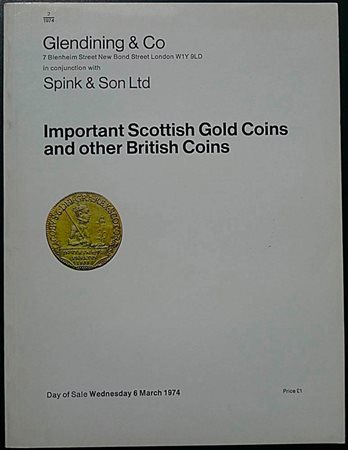 2
1974
Glendining & Co
7 Blenheim Street New Bond Street London W1Y 9LD
in conjunction with
Spink & Son Ltd
Important Scottish Gold Coins
and other British Coins
Day of Sale Wednesday 6 March 1974
Price £1